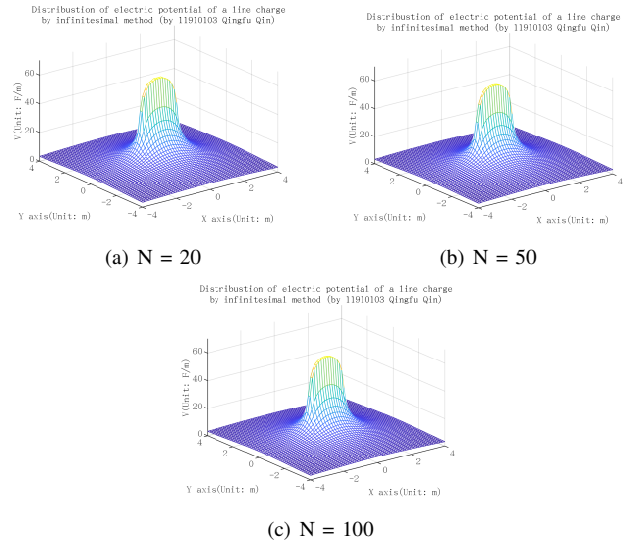 Distribustion of electric potential of a line charge
by infinitesimal method (by 11910103 Qingfu Qin)
V(Unit: F/m)
60
40
20
0
4
2
0
-2
-4
-4
-2
0
2
4
Y axis(Unit: m)
X axis(Unit: m)
(a) N = 20
Distribustion of electric potential of a line charge
by infinitesimal method (by 11910103 Qingfu Qin)
V(Unit: F/m)
60
40
20
0
4
2
0
-2
-4
-4
-2
0
2
4
Y axis(Unit: m)
X axis(Unit: m)
(b) N = 50
Distribustion of electric potential of a line charge
by infinitesimal method (by 11910103 Qingfu Qin)
V(Unit: F/m)
60
40
20
0
4
2
0
-2
-4
-4
-2
0
2
4
Y axis(Unit: m)
X axis(Unit: m)
(c) N = 100